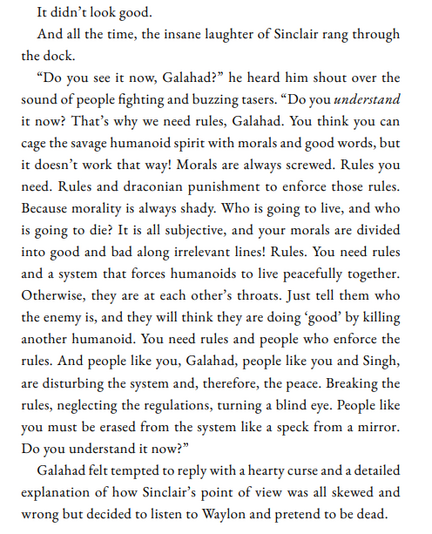 It didn’t look good.
And all the time, the insane laughter of Sinclair rang through
the dock.
“Do you see it now, Galahad?” he heard him shout over the
sound of people fighting and buzzing tasers. “Do you understand
it now? That’s why we need rules, Galahad. You think you can
cage the savage humanoid spirit with morals and good words, but
it doesn’t work that way! Morals are always screwed. Rules you
need. Rules and draconian punishment to enforce those rules.
Because morality is always shady. Who is going to live, and who
is going to die? It is all subjective, and your morals are divided
into good and bad along irrelevant lines! Rules. You need rules
and a system that forces humanoids to live peacefully together.
Otherwise, they are at each other’s throats. Just tell them who
the enemy is, and they will think they are doing ‘good’ by killing
another humanoid. You need rules and people who enforce the
rules. And people like you, Galahad, people like you and Singh,
are disturbing the system and, therefore, the peace. Breaking the
rules, neglecting the regulations, turning a blind eye. People like
you must be erased from the system like a speck from a mirror.
Do you understand it now?”
Galahad felt tempted to reply with a hearty curse and a detailed
explanation of how Sinclair’s point of view was all skewed and
wrong but decided to listen to Waylon and pretend to be dead.